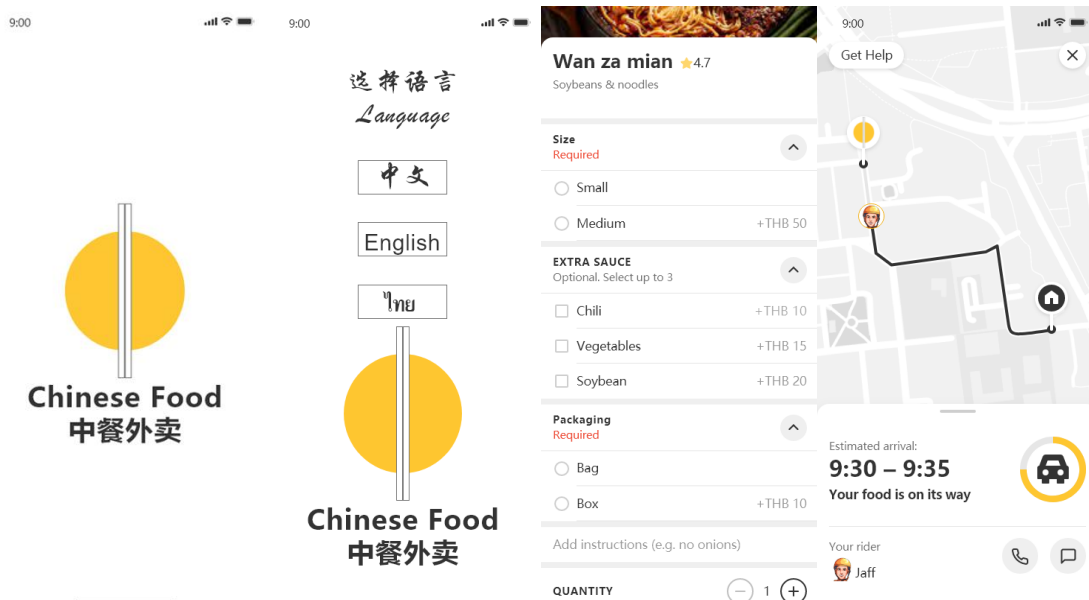 9:00
Chinese Food
中餐外卖
9:00
选择语言
Language
中文
English
ไทย
Chinese Food
中餐外卖
Wan za mian 4.7
Soybeans & noodles
Size
Required
Small
Medium +THB 50
EXTRA SAUCE
Optional. Select up to 3
Chili +THB 10
Vegetables +THB 15
Soybean +THB 20
Packaging
Required
Bag
Box +THB 10
Add instructions (e.g. no onions)
QUANTITY 1
9:00
Get Help
Estimated arrival:
9:30 – 9:35
Your food is on its way
Your rider
Jaff